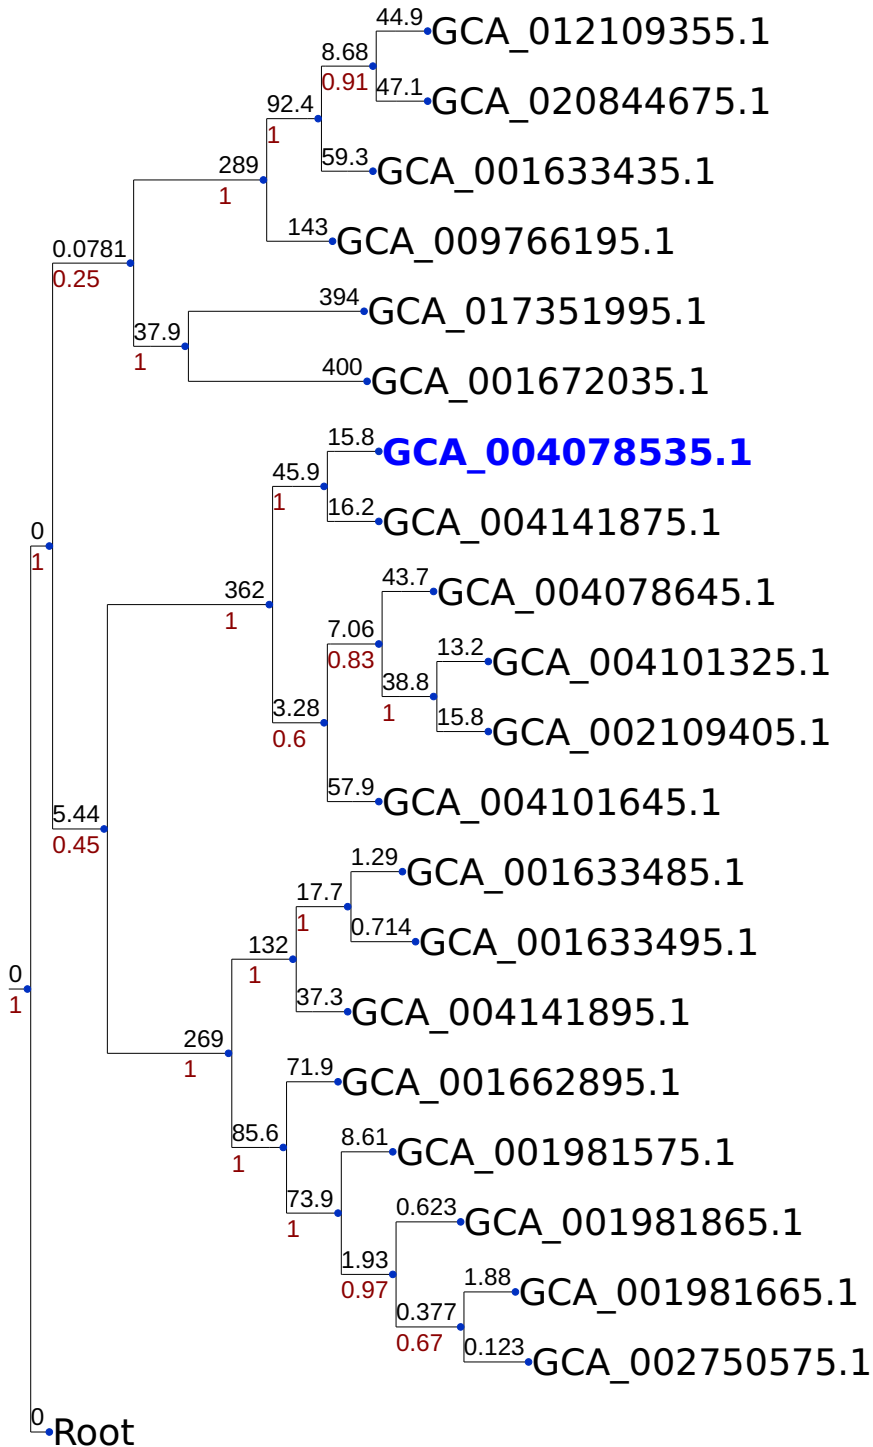 44.9
GCA_012109355.1
8.68
0.91
47.1
GCA_020844675.1
92.4
1
59.3
GCA_001633435.1
289
1
143
GCA_009766195.1
0.0781
0.25
394
GCA_017351995.1
37.9
1
400
GCA_001672035.1
15.8
GCA_004078535.1
45.9
1
16.2
GCA_004141875.1
0
1
43.7
GCA_004078645.1
362
1
7.06
0.83
13.2
GCA_004101325.1
38.8
1
3.28
0.6
15.8
GCA_002109405.1
57.9
GCA_004101645.1
5.44
0.45
1.29
GCA_001633485.1
17.7
1
0.714
GCA_001633495.1
132
1
0
1
37.3
GCA_004141895.1
269
1
71.9
GCA_001662895.1
85.6
1
8.61
GCA_001981575.1
73.9
1
0.623
GCA_001981865.1
1.93
0.97
1.88
GCA_001981665.1
0.377
0.67
0.123
GCA_002750575.1
0
Root